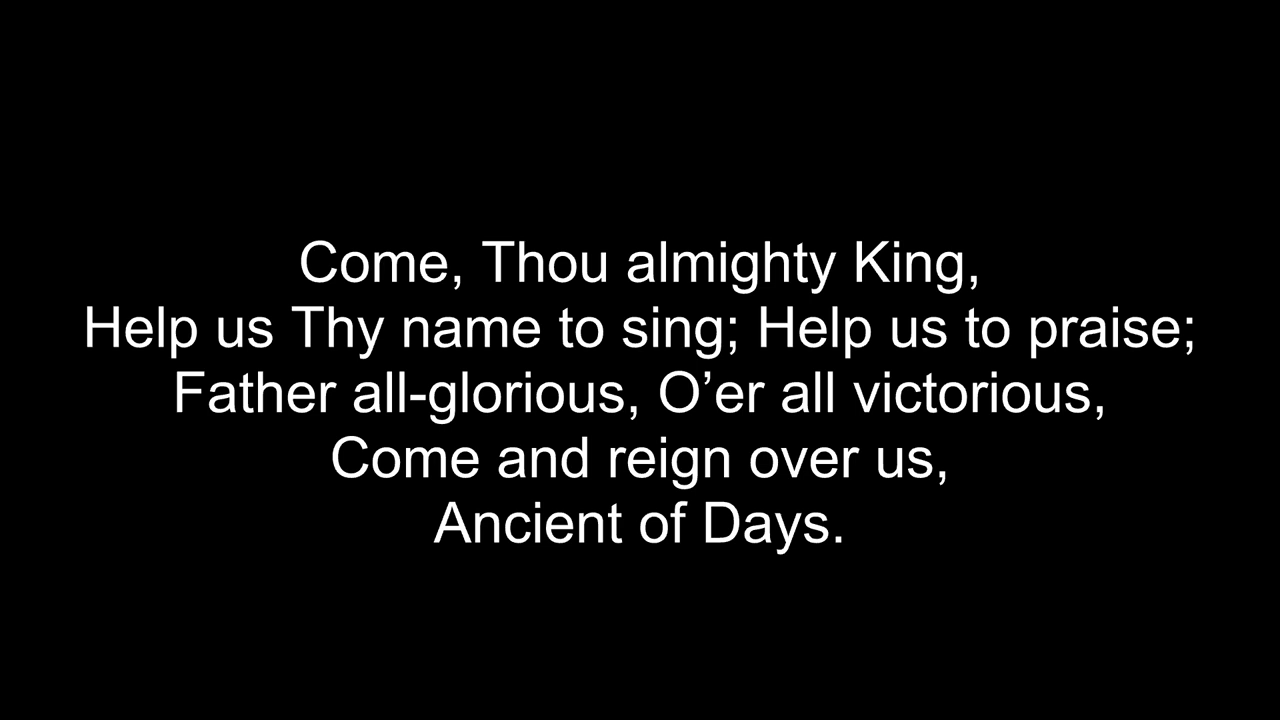 Come, Thou almighty King,
Help us Thy name to sing; Help us to praise;
Father all-glorious, O’er all victorious,
Come and reign over us,
Ancient of Days.